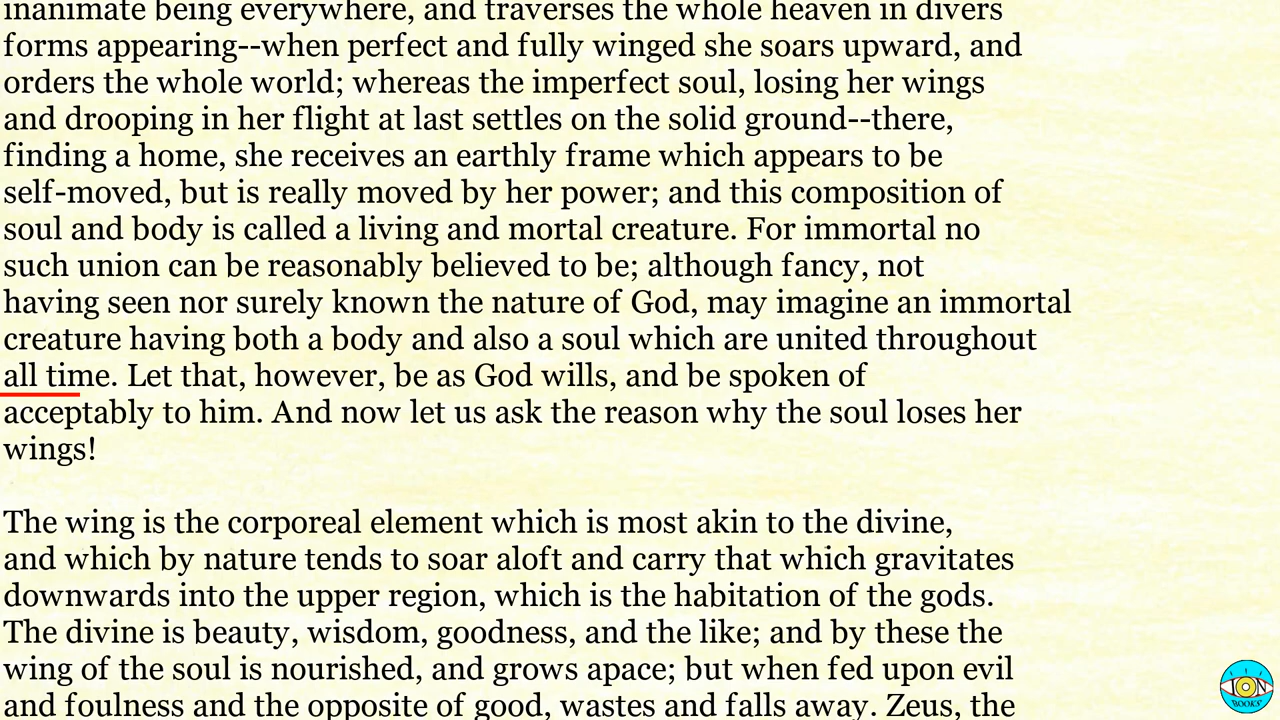 inanimate being everywhere, and traverses the whole heaven in divers
forms appearing--when perfect and fully winged she soars upward, and
orders the whole world; whereas the imperfect soul, losing her wings
and drooping in her flight at last settles on the solid ground--there,
finding a home, she receives an earthly frame which appears to be
self-moved, but is really moved by her power; and this composition of
soul and body is called a living and mortal creature. For immortal no
such union can be reasonably believed to be; although fancy, not
having seen nor surely known the nature of God, may imagine an immortal
creature having both a body and also a soul which are united throughout
all time. Let that, however, be as God wills, and be spoken of
acceptably to him. And now let us ask the reason why the soul loses her
wings!
The wing is the corporeal element which is most akin to the divine,
and which by nature tends to soar aloft and carry that which gravitates
downwards into the upper region, which is the habitation of the gods.
The divine is beauty, wisdom, goodness, and the like; and by these the
wing of the soul is nourished, and grows apace; but when fed upon evil
and foulness and the opposite of good, wastes and falls away. Zeus, the
ION
BOOKS